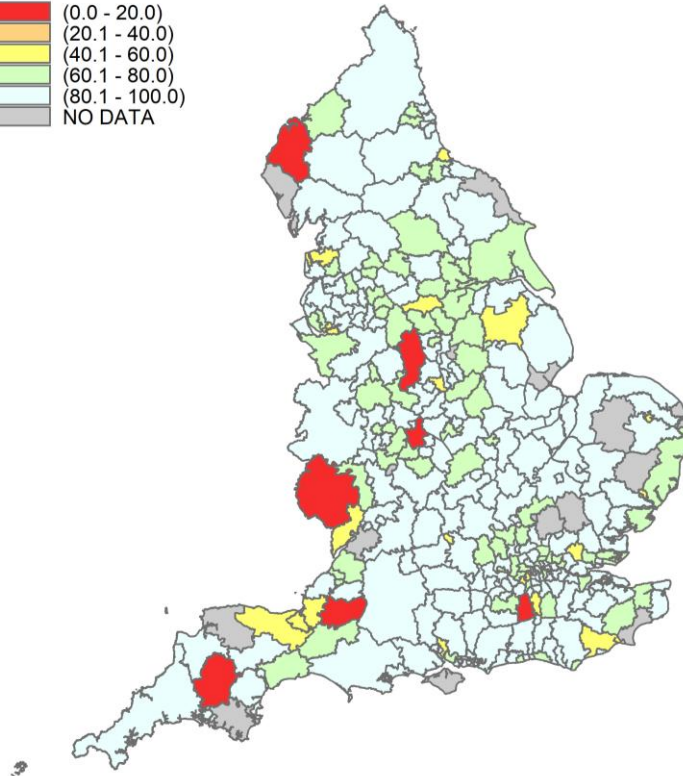 (0.0 - 20.0)
(20.1 - 40.0)
(40.1 - 60.0)
(60.1 - 80.0)
(80.1 - 100.0)
NO DATA